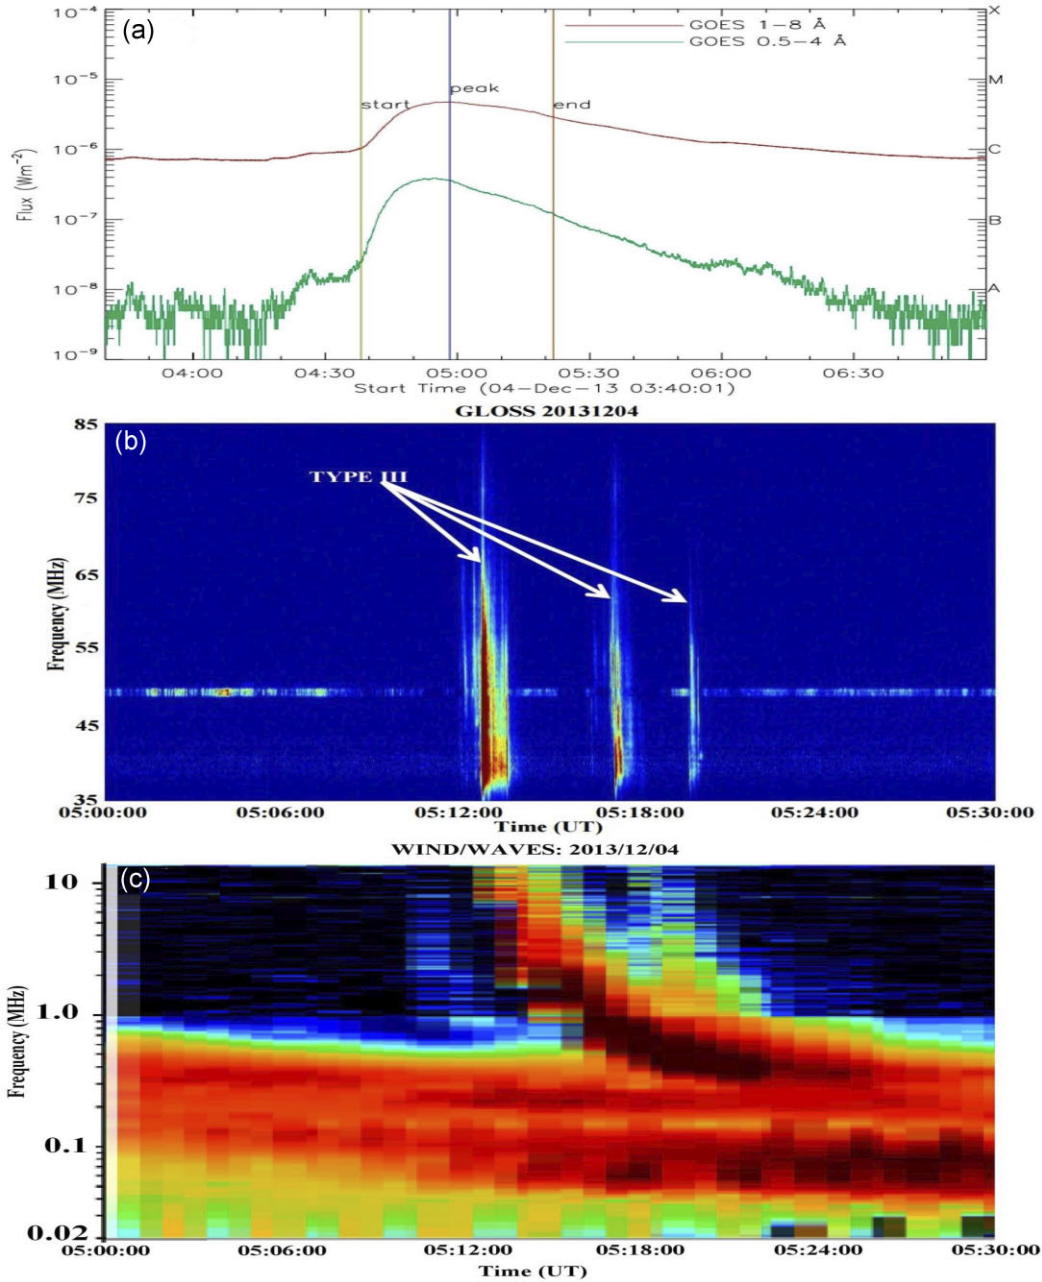 (a)
GOES 1−8 Å
GOES 0.5−4 Å
10⁻⁴
10⁻⁵
10⁻⁶
10⁻⁷
10⁻⁸
10⁻⁹
Flux (Wm⁻²)
X
M
C
B
A
start
peak
end
04:00 04:30 05:00 05:30 06:00 06:30
Start Time (04−Dec−13 03:40:01)
GLOSS 20131204
(b)
TYPE III
85
75
65
55
45
35
Frequency (MHz)
05:00:00 05:06:00 05:12:00 05:18:00 05:24:00 05:30:00
Time (UT)
WIND/WAVES: 2013/12/04
(c)
10
1.0
0.1
0.02
Frequency (MHz)
05:00:00 05:06:00 05:12:00 05:18:00 05:24:00 05:30:00
Time (UT)